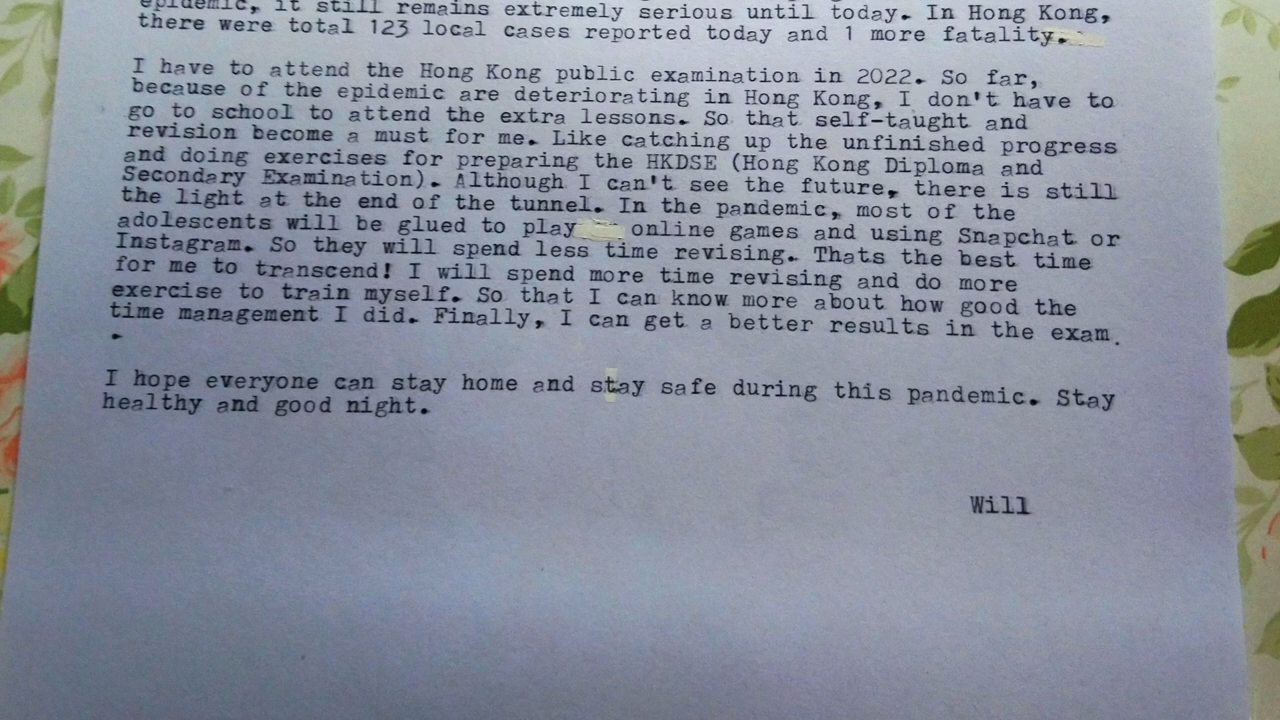 epidemic, it still remains extremely serious until today. In Hong Kong,
there were total 123 local cases reported today and 1 more fatality.
I have to attend the Hong Kong public examination in 2022. So far,
because of the epidemic are deteriorating in Hong Kong, I don't have to
go to school to attend the extra lessons. So that self-taught and
revision become a must for me. Like catching up the unfinished progress
and doing exercises for preparing the HKDSE (Hong Kong Diploma and
Secondary Examination). Although I can't see the future, there is still
the light at the end of the tunnel. In the pandemic, most of the
adolescents will be glued to play online games and using Snapchat or
Instagram. So they will spend less time revising. Thats the best time
for me to transcend! I will spend more time revising and do more
exercise to train myself. So that I can know more about how good the
time management I did. Finally, I can get a better results in the exam.
I hope everyone can stay home and stay safe during this pandemic. Stay
healthy and good night.
Will